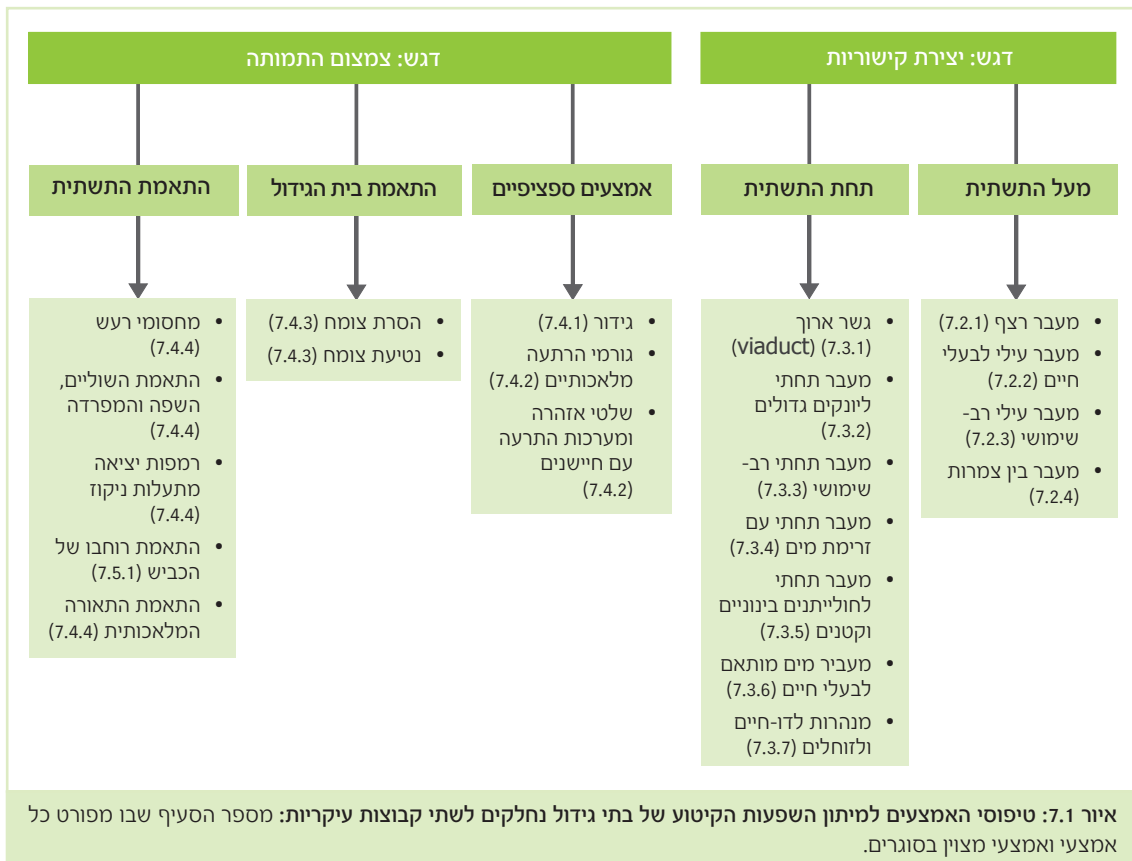 דגש: יצירת קישוריות
מעל התשתית
• מעבר רצף (7.2.1)
• מעבר עילי לבעלי
חיים (7.2.2)
• מעבר עילי רב-
שימושי (7.2.3)
• מעבר בין צמרות
(7.2.4)
תחת התשתית
• גשר ארוך
(viaduct) (7.3.1)
• מעבר תחתי
ליונקים גדולים
(7.3.2)
• מעבר תחתי רב-
שימושי (7.3.3)
• מעבר תחתי עם
זרימת מים (7.3.4)
• מעבר תחתי
לחולייתנים בינוניים
וקטנים (7.3.5)
• מעביר מים מותאם
לבעלי חיים (7.3.6)
• מנהרות לדו-חיים
ולזוחלים (7.3.7)
דגש: צמצום התמותה
אמצעים ספציפיים
• גידור (7.4.1)
• גורמי הרתעה
מלאכותיים (7.4.2)
• שלטי אזהרה
ומערכות התרעה
עם חיישנים
(7.4.2)
התאמת בית הגידול
• הסרת צומח (7.4.3)
• נטיעת צומח (7.4.3)
התאמת התשתית
• מחסומי רעש
(7.4.4)
• התאמת השוליים,
השפה והמפרדה
(7.4.4)
• רמפות יציאה
מתעלות ניקוז
(7.4.4)
• התאמת רוחבו של
הכביש (7.5.1)
• התאמת התאורה
המלאכותית (7.4.4)
איור 7.1: טיפוסי האמצעים למיתון השפעות הקיטוע של בתי גידול נחלקים לשתי קבוצות עיקריות: מספר הסעיף שבו מפורט כל
אמצעי ואמצעי מצוין בסוגרים.